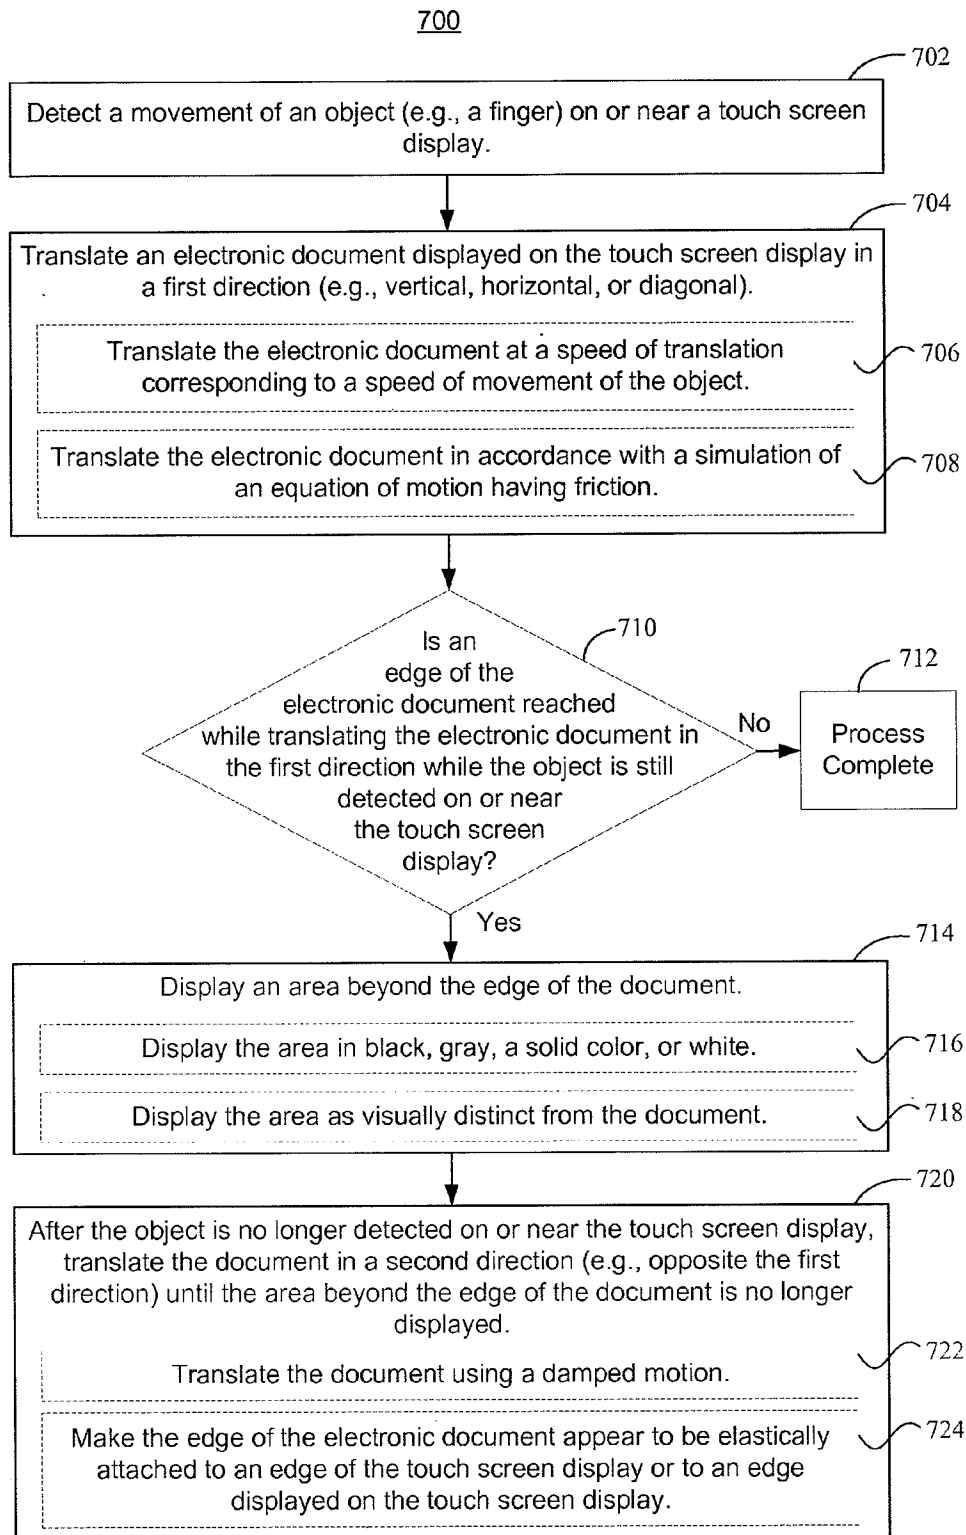 700
702
Detect a movement of an object (e.g., a finger) on or near a touch screen
display.
704
Translate an electronic document displayed on the touch screen display in
a first direction (e.g., vertical, horizontal, or diagonal).
Translate the electronic document at a speed of translation
corresponding to a speed of movement of the object.
706
Translate the electronic document in accordance with a simulation of
an equation of motion having friction.
708
710
Is an
edge of the
electronic document reached
while translating the electronic document in
the first direction while the object is still
detected on or near
the touch screen
display?
No
712
Process
Complete
Yes
714
Display an area beyond the edge of the document.
Display the area in black, gray, a solid color, or white.
716
Display the area as visually distinct from the document.
718
720
After the object is no longer detected on or near the touch screen display,
translate the document in a second direction (e.g., opposite the first
direction) until the area beyond the edge of the document is no longer
displayed.
Translate the document using a damped motion.
722
Make the edge of the electronic document appear to be elastically
attached to an edge of the touch screen display or to an edge
displayed on the touch screen display.
724